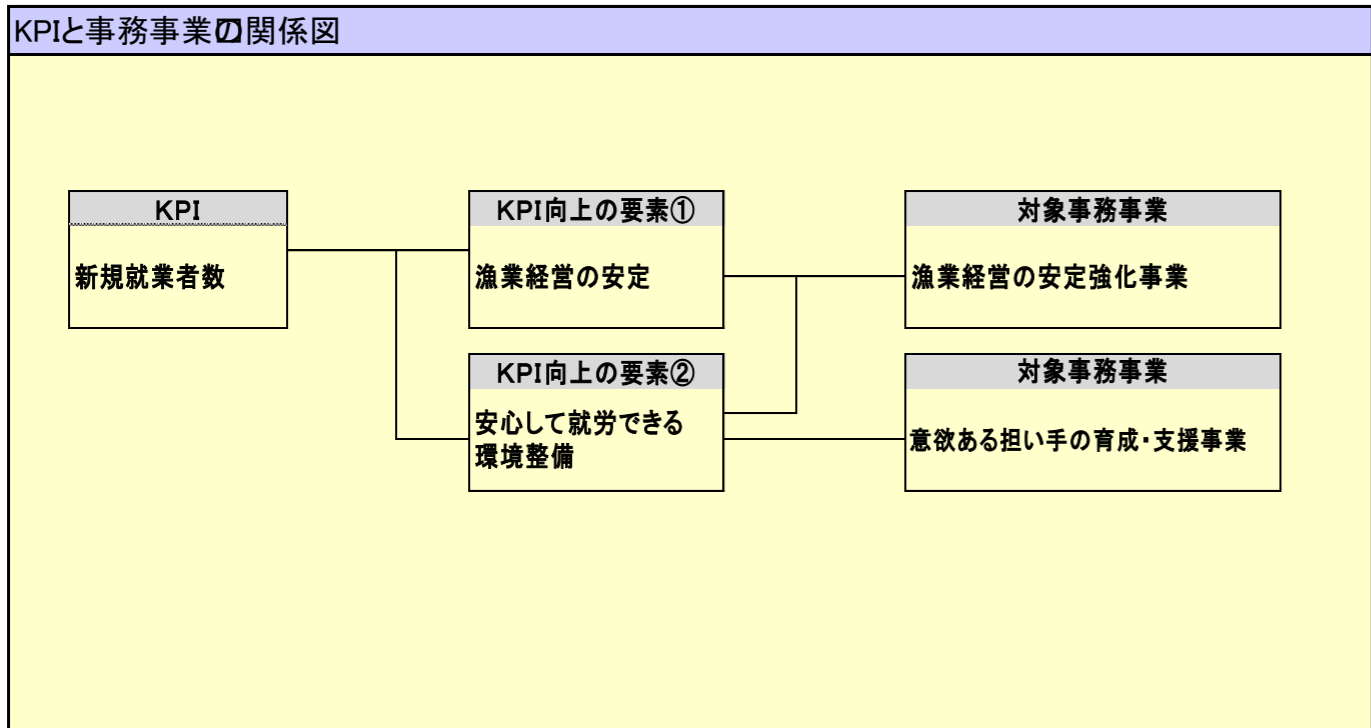 KPIと事務事業の関係図
KPI
新規就業者数
KPI向上の要素①
漁業経営の安定
対象事務事業
漁業経営の安定強化事業
KPI向上の要素②
安心して就労できる
環境整備
対象事務事業
意欲ある担い手の育成・支援事業